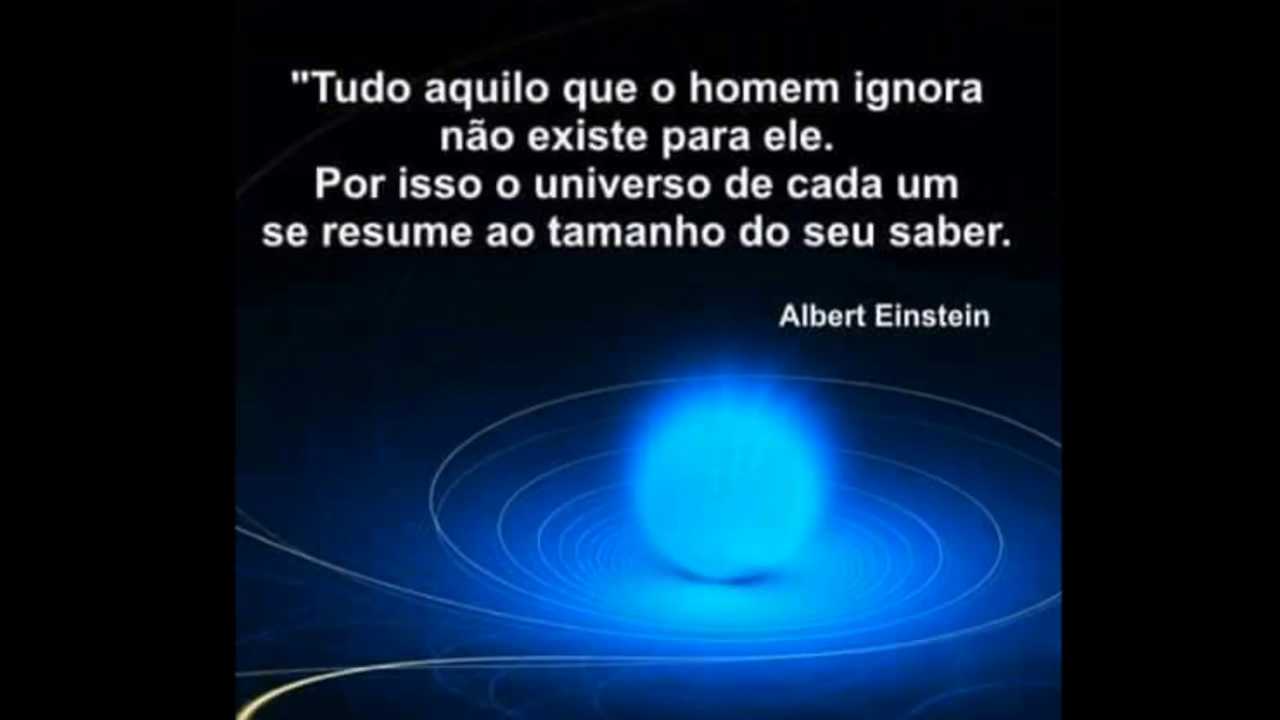 "Tudo aquilo que o homem ignora
não existe para ele.
Por isso o universo de cada um
se resume ao tamanho do seu saber.
Albert Einstein